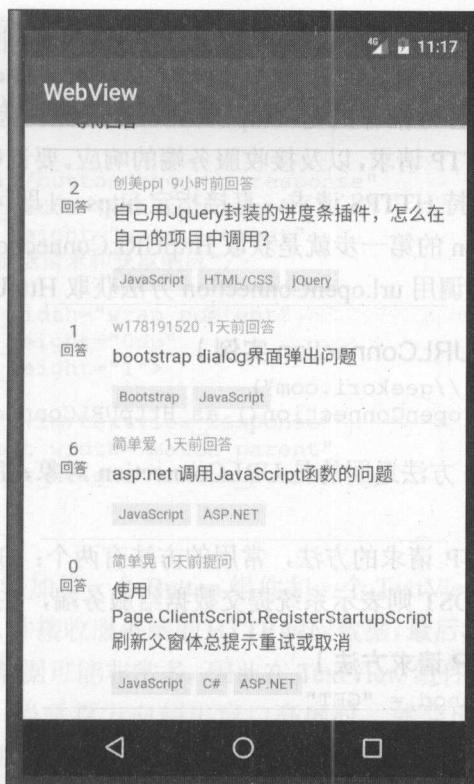 4G 11:17
WebView
等待回答
2
回答
创美ppl 9小时前回答
自己用Jquery封装的进度条插件，怎么在
自己的项目中调用?
JavaScript HTML/CSS jQuery
1
回答
w178191520 1天前回答
bootstrap dialog界面弹出问题
Bootstrap JavaScript
6
回答
简单爱 1天前回答
asp.net 调用JavaScript函数的问题
JavaScript ASP.NET
0
回答
简单晃 1天前提问
使用
Page.ClientScript.RegisterStartupScript
刷新父窗体总提示重试或取消
JavaScript C# ASP.NET